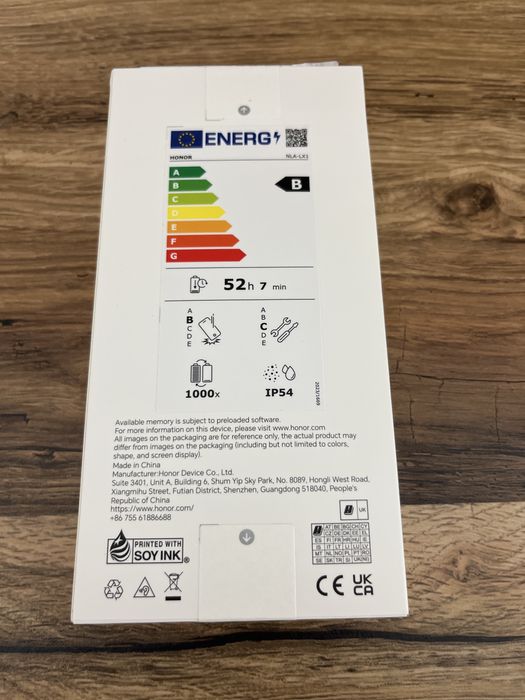 ENERG
HONOR NLA-LX1
A
B
B
C
D
E
F
G
52h 7 min
A
B
C
D
E
A
B
C
D
E
1000x
IP54
2023/1669
Available memory is subject to preloaded software.
For more information on this device, please visit www.honor.com
All images on the packaging are for reference only, the actual product may
differ from images on the packaging (including but not limited to colors,
shape, and screen display).
Made in China
Manufacturer:Honor Device Co., Ltd.
Suite 3401, Unit A, Building 6, Shum Yip Sky Park, No. 8089, Hongli West Road,
Xiangmihu Street, Futian District, Shenzhen, Guangdong 518040, People's
Republic of China
https://www.honor.com/
+86 755 61886688
UK
AT BE BG CH CY
CZ DE DK EE EL
ES FI FR HR HU IE
IS IT LT LI LU LV
MT NL NO PL PT RO
SE SK TR SI UK(NI)
PRINTED WITH
SOY INK
CE UK
CA